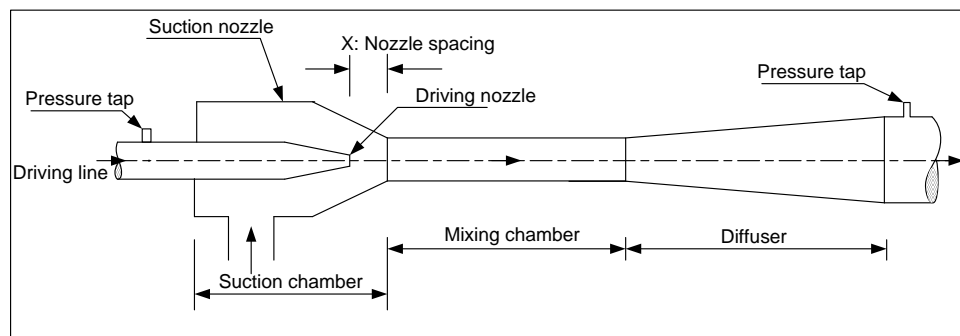 Suction nozzle
X: Nozzle spacing
Pressure tap
Pressure tap
Driving nozzle
Driving line
Mixing chamber
Diffuser
Suction chamber